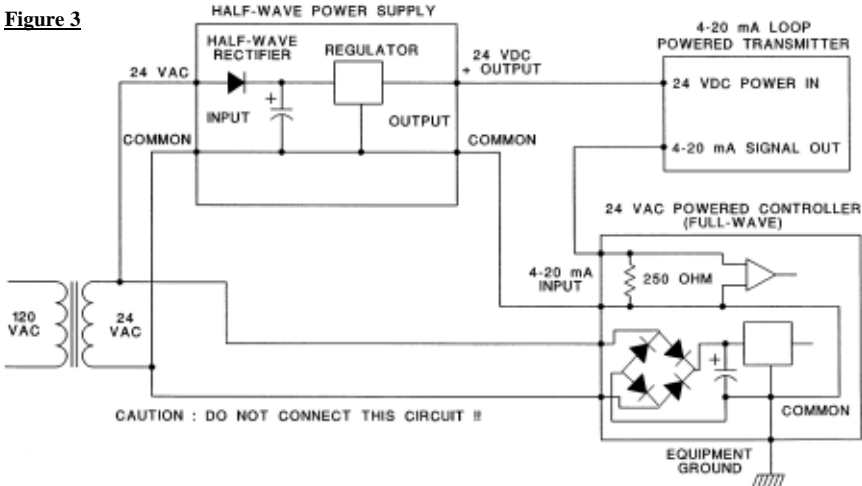 Figure 3
HALF-WAVE POWER SUPPLY
HALF-WAVE
RECTIFIER
REGULATOR
24 VDC
+ OUTPUT
4-20 mA LOOP
POWERED TRANSMITTER
24 VAC
24 VDC POWER IN
+
INPUT
OUTPUT
COMMON
COMMON
4-20 mA SIGNAL OUT
24 VAC POWERED CONTROLLER
(FULL-WAVE)
4-20 mA
INPUT
250 OHM
120
VAC
24
VAC
+
CAUTION : DO NOT CONNECT THIS CIRCUIT !!
COMMON
EQUIPMENT
GROUND